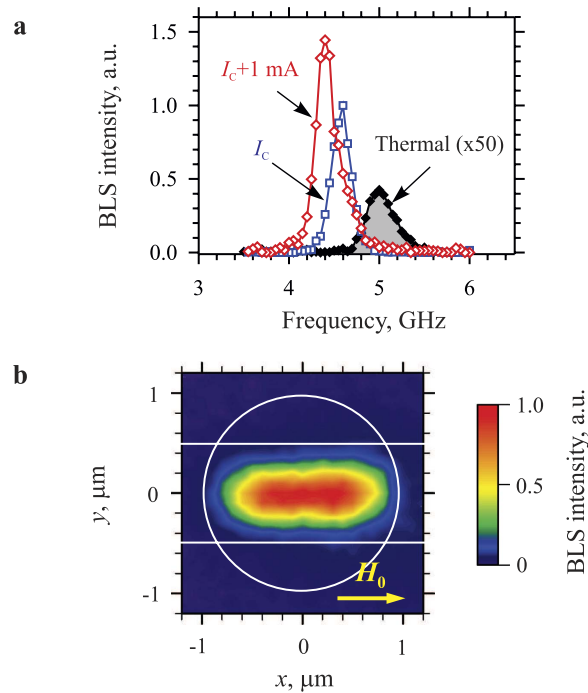 a
BLS intensity, a.u.
1.5
1.0
0.5
0.0
I_C+1 mA
I_C
Thermal (x50)
3 4 5 6
Frequency, GHz
b
y, µm
1
0
-1
H_0
-1 0 1
x, µm
1.0
0.5
0
BLS intensity, a.u.